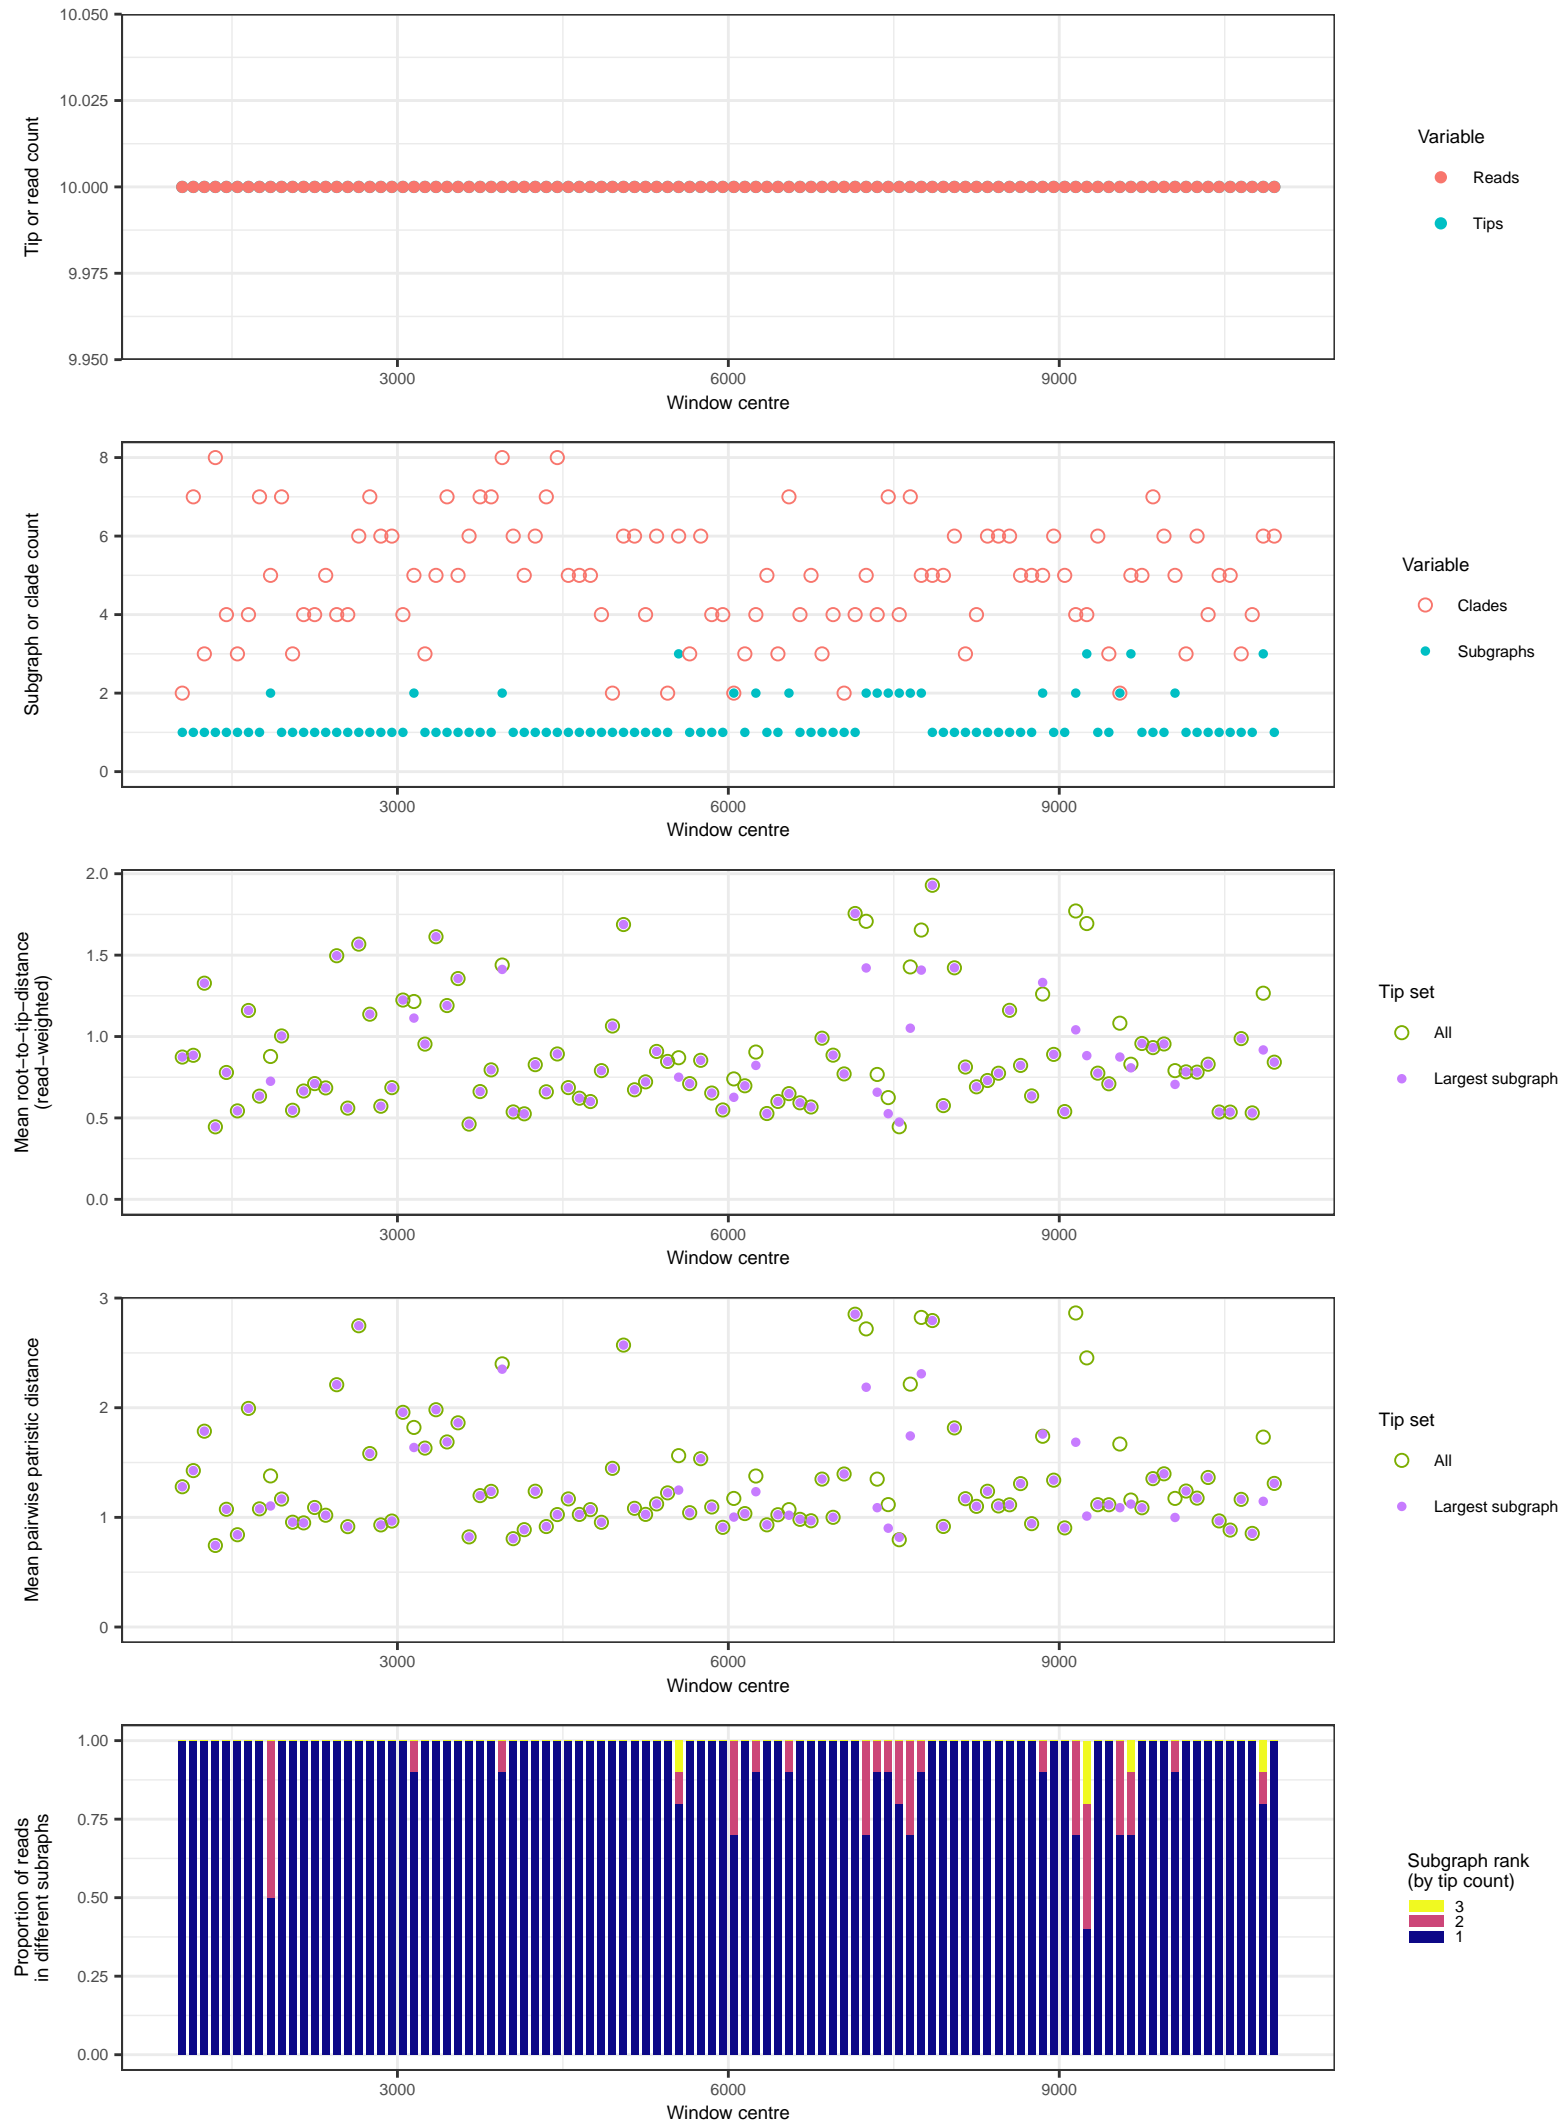 10.050
10.025
10.000
9.975
9.950
Tip or read count
3000 6000 9000
Window centre
Variable
Reads
Tips
8
6
4
2
0
Subgraph or clade count
3000 6000 9000
Window centre
Variable
Clades
Subgraphs
2.0
1.5
1.0
0.5
0.0
Mean root−to−tip−distance
(read−weighted)
3000 6000 9000
Window centre
Tip set
All
Largest subgraph
3
2
1
0
Mean pairwise patristic distance
3000 6000 9000
Window centre
Tip set
All
Largest subgraph
1.00
0.75
0.50
0.25
0.00
Proportion of reads
in different subraphs
3000 6000 9000
Window centre
Subgraph rank
(by tip count)
3
2
1